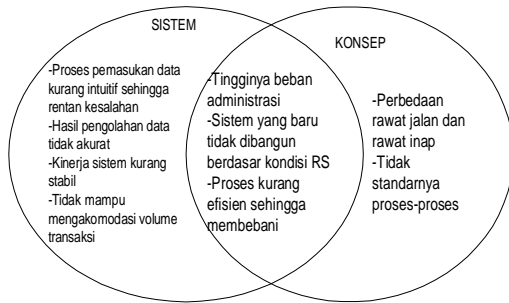 SISTEM
KONSEP
-Proses pemasukan data
kurang intuitif sehingga
rentan kesalahan
-Hasil pengolahan data
tidak akurat
-Kinerja sistem kurang
stabil
-Tidak mampu
mengakomodasi volume
transaksi
-Tingginya beban
administrasi
-Sistem yang baru
tidak dibangun
berdasar kondisi RS
-Proses kurang
efisien sehingga
membebani
-Perbedaan
rawat jalan dan
rawat inap
-Tidak
standarnya
proses-proses